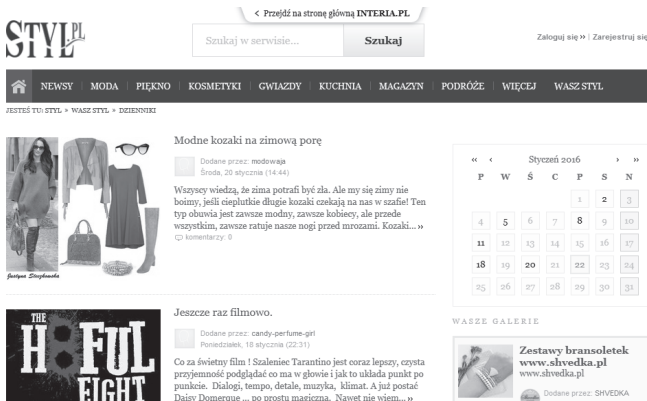 < Przejdź na stronę główną INTERIA.PL
STYL.PL
Szukaj w serwisie...
Szukaj
Zaloguj się » | Zarejestruj się
NEWSY | MODA | PIĘKNO | KOSMETYKI | GWIAZDY | KUCHNIA | MAGAZYN | PODRÓŻE | WIĘCEJ WASZ STYL
JESTEŚ TU: STYL » WASZ STYL » DZIENNIKI
Modne kozaki na zimową porę
Dodane przez: modowaja
Środa, 20 stycznia (14:44)
Wszyscy wiedzą, że zima potrafi być zła. Ale my się zimy nie
boimy, jeśli cieplutkie długie kozaki czekają na nas w szafie! Ten
typ obuwia jest zawsze modny, zawsze kobiecy, ale przede
wszystkim, zawsze ratuje nasze nogi przed mrozami. Kozaki... »
komentarzy: 0
Justyna Steczkowska
Jeszcze raz filmowo.
Dodane przez: candy-perfume-girl
Poniedziałek, 18 stycznia (22:31)
Co za świetny film ! Szaleniec Tarantino jest coraz lepszy, czysta
przyjemność podglądać co ma w głowie i jak to układa punkt po
punkcie. Dialogi, tempo, detale, muzyka, klimat. A już postać
Daisy Domergue ... po prostu magiczna. Nawet nie wiem... »
THE
H FUL
EIGHT
« ‹ Styczeń 2016 › »
P W Ś C P S N
1 2 3
4 5 6 7 8 9 10
11 12 13 14 15 16 17
18 19 20 21 22 23 24
25 26 27 28 29 30 31
WASZE GALERIE
Zestawy bransoletek
www.shvedka.pl
www.shvedka.pl
Dodane przez: SHVEDKA